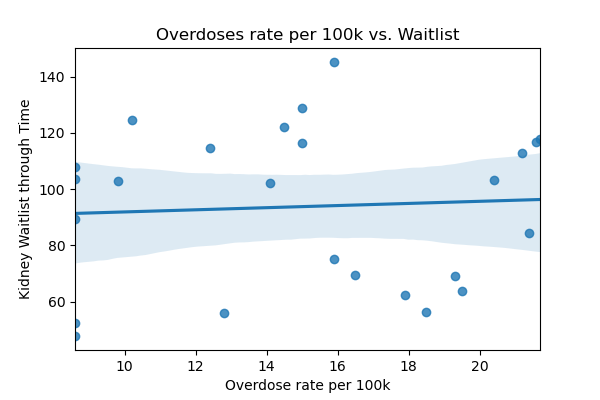 Overdoses rate per 100k vs. Waitlist
Kidney Waitlist through Time
140
120
100
80
60
10 12 14 16 18 20
Overdose rate per 100k